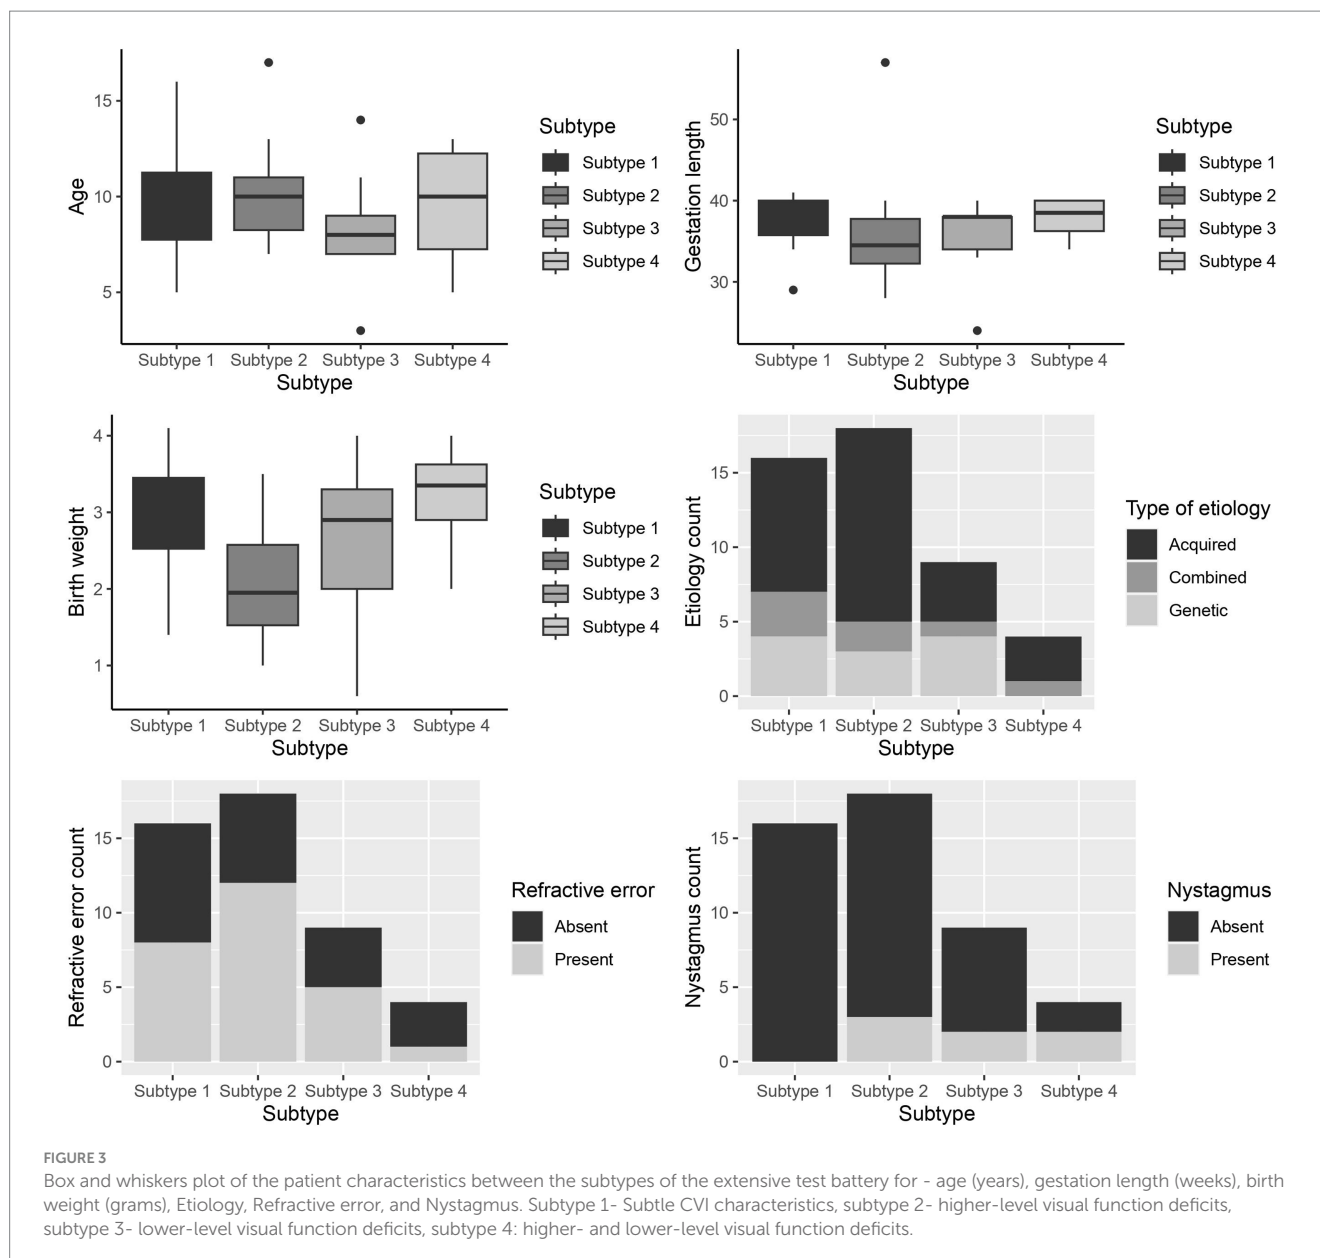 15
10
5
Age
Subtype 1
Subtype 2
Subtype 3
Subtype 4
Subtype
Subtype
Subtype 1
Subtype 2
Subtype 3
Subtype 4
50
40
30
Gestation length
Subtype 1
Subtype 2
Subtype 3
Subtype 4
Subtype
Subtype
Subtype 1
Subtype 2
Subtype 3
Subtype 4
4
3
2
1
Birth weight
Subtype 1
Subtype 2
Subtype 3
Subtype 4
Subtype
Subtype
Subtype 1
Subtype 2
Subtype 3
Subtype 4
15
10
5
0
Etiology count
Subtype 1
Subtype 2
Subtype 3
Subtype 4
Subtype
Type of etiology
Acquired
Combined
Genetic
15
10
5
0
Refractive error count
Subtype 1
Subtype 2
Subtype 3
Subtype 4
Subtype
Refractive error
Absent
Present
15
10
5
0
Nystagmus count
Subtype 1
Subtype 2
Subtype 3
Subtype 4
Subtype
Nystagmus
Absent
Present
FIGURE 3
Box and whiskers plot of the patient characteristics between the subtypes of the extensive test battery for - age (years), gestation length (weeks), birth
weight (grams), Etiology, Refractive error, and Nystagmus. Subtype 1- Subtle CVI characteristics, subtype 2- higher-level visual function deficits,
subtype 3- lower-level visual function deficits, subtype 4: higher- and lower-level visual function deficits.